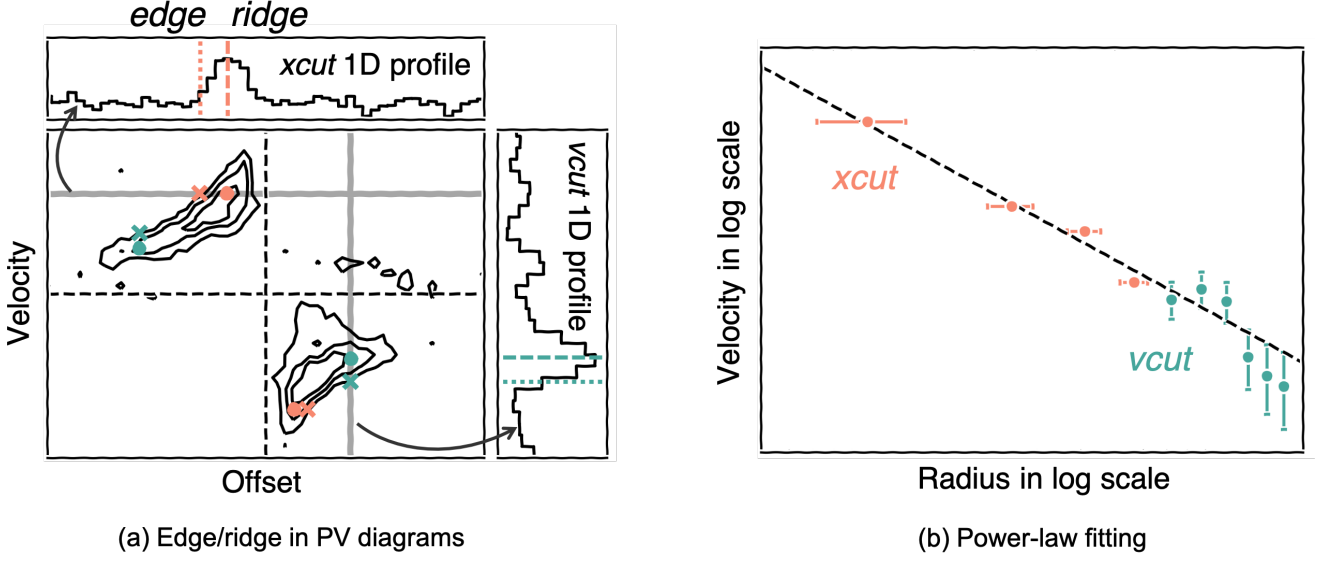 edge ridge
xcut 1D profile
vcut 1D profile
Velocity
Offset
(a) Edge/ridge in PV diagrams
Velocity in log scale
xcut
vcut
Radius in log scale
(b) Power-law fitting